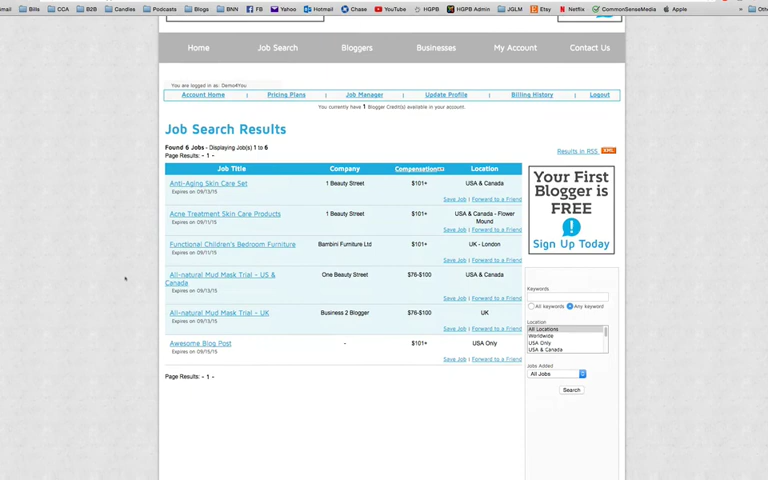 mail Bills CCA B2B Candles Podcasts Blogs BNN FB Yahoo Hotmail Chase YouTube HGPB HGPB Admin JGLM Etsy Netflix CommonSenseMedia Apple » Othe
Home Job Search Bloggers Businesses My Account Contact Us
You are logged in as: Demo4You
Account Home | Pricing Plans | Job Manager | Update Profile | Billing History | Logout
You currently have 1 Blogger Credit(s) available in your account.
Job Search Results
Found 6 Jobs - Displaying Job(s) 1 to 6
Page Results: - 1 -
Results in RSS XML
Job Title Company Compensation Location
Anti-Aging Skin Care Set 1 Beauty Street $101+ USA & Canada
Expires on 09/13/15
Save Job | Forward to a Friend
Acne Treatment Skin Care Products 1 Beauty Street $101+ USA & Canada - Flower
Mound
Expires on 09/11/15
Save Job | Forward to a Friend
Functional Children's Bedroom Furniture Bambini Furniture Ltd $101+ UK - London
Expires on 09/11/15
Save Job | Forward to a Friend
All-natural Mud Mask Trial - US &
Canada
One Beauty Street $76-$100 USA & Canada
Expires on 09/13/15
Save Job | Forward to a Friend
All-natural Mud Mask Trial - UK Business 2 Blogger $76-$100 UK
Expires on 09/13/15
Save Job | Forward to a Friend
Awesome Blog Post - $101+ USA Only
Expires on 09/15/15
Save Job | Forward to a Friend
Page Results: - 1 -
Your First
Blogger is
FREE
Sign Up Today
Keywords
All keywords Any keyword
Location
All Locations
Worldwide
USA Only
USA & Canada
Jobs Added
All Jobs
Search